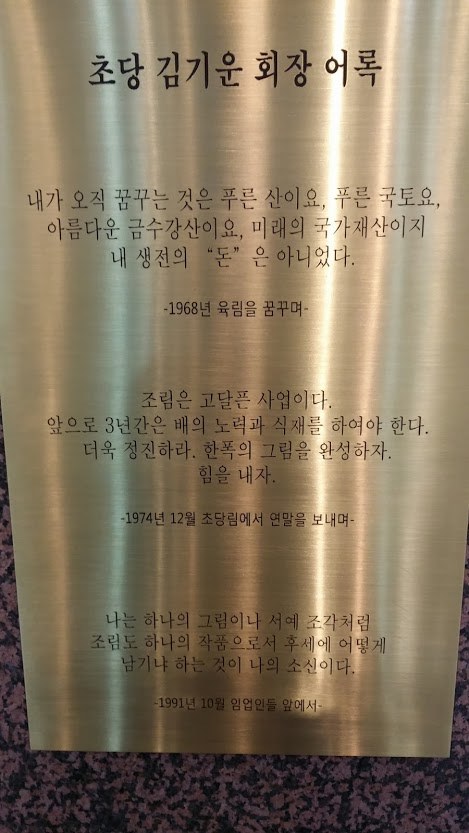 초당 김기운 회장 어록
내가 오직 꿈꾸는 것은 푸른 산이요, 푸른 국토요,
아름다운 금수강산이요, 미래의 국가재산이지
내 생전의 “돈”은 아니었다.
-1968년 육림을 꿈꾸며-
조림은 고달픈 사업이다.
앞으로 3년간은 배의 노력과 식재를 하여야 한다.
더욱 정진하라. 한폭의 그림을 완성하자.
힘을 내자.
-1974년 12월 초당림에서 연말을 보내며-
나는 하나의 그림이나 서예 조각처럼
조림도 하나의 작품으로서 후세에 어떻게
남기냐 하는 것이 나의 소신이다.
-1991년 10월 임업인들 앞에서-